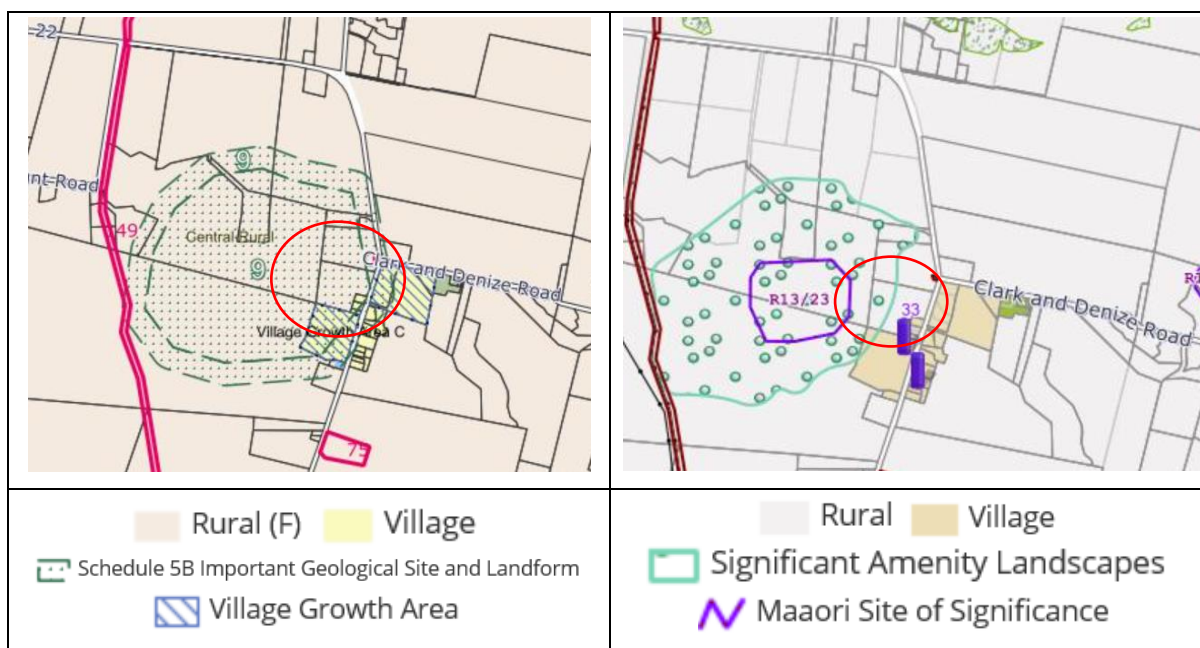 22
9
nt Road
49
Central Rural
9
Clark and Denize Road
Village Growth Area C
75
R13/23
33
Clark and Denize Road
Rural (F)
Village
Schedule 5B Important Geological Site and Landform
Village Growth Area
Rural
Village
Significant Amenity Landscapes
Maaori Site of Significance